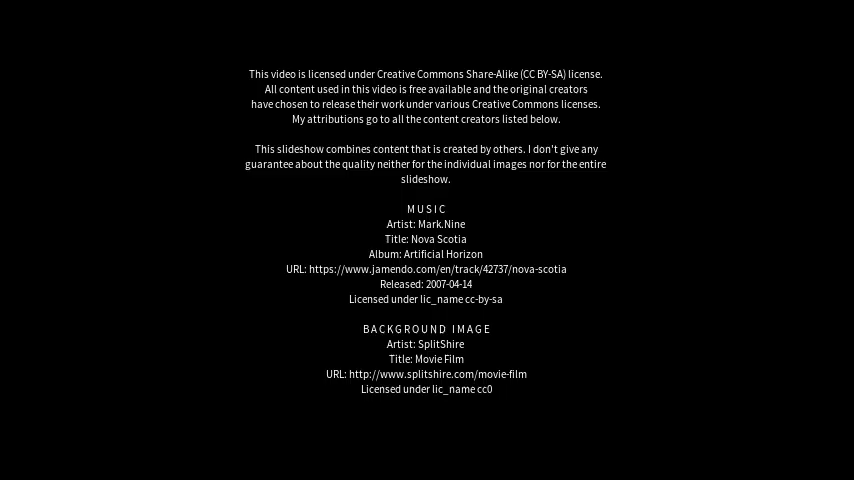 This video is licensed under Creative Commons Share-Alike (CC BY-SA) license.
All content used in this video is free available and the original creators
have chosen to release their work under various Creative Commons licenses.
My attributions go to all the content creators listed below.
This slideshow combines content that is created by others. I don't give any
guarantee about the quality neither for the individual images nor for the entire
slideshow.
MUSIC
Artist: Mark.Nine
Title: Nova Scotia
Album: Artificial Horizon
URL: https://www.jamendo.com/en/track/42737/nova-scotia
Released: 2007-04-14
Licensed under lic_name cc-by-sa
BACKGROUND IMAGE
Artist: SplitShire
Title: Movie Film
URL: http://www.splitshire.com/movie-film
Licensed under lic_name cc0